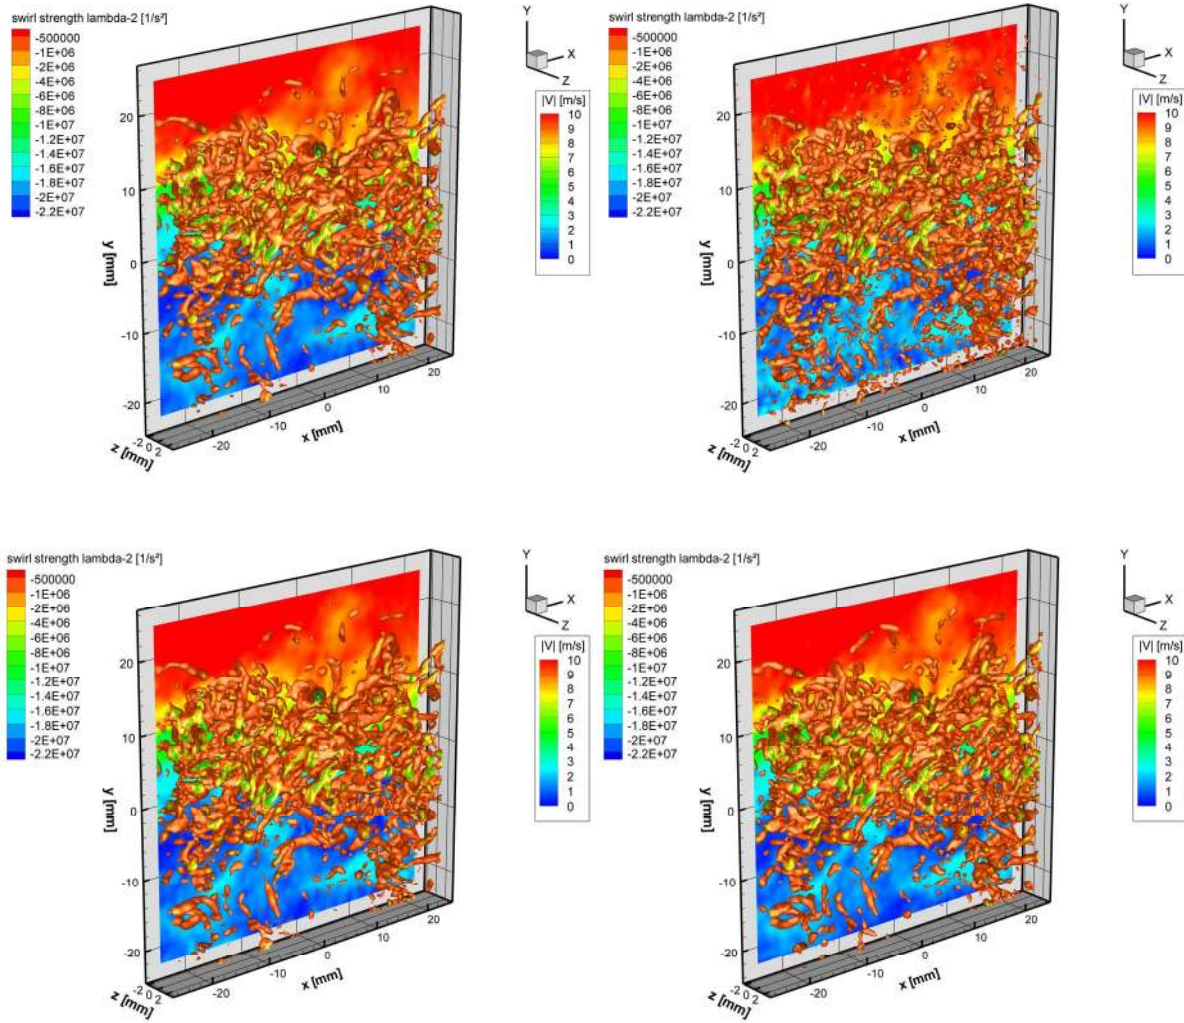 swirl strength lambda-2 [1/s²]
-500000
-1E+06
-2E+06
-4E+06
-6E+06
-8E+06
-1E+07
-1.2E+07
-1.4E+07
-1.6E+07
-1.8E+07
-2E+07
-2.2E+07
Y
X
Z
|V| [m/s]
10
9
8
7
6
5
4
3
2
1
0
20
10
0
-10
-20
y [mm]
-2 0 2
z [mm]
-20
-10
0
10
20
x [mm]
swirl strength lambda-2 [1/s²]
-500000
-1E+06
-2E+06
-4E+06
-6E+06
-8E+06
-1E+07
-1.2E+07
-1.4E+07
-1.6E+07
-1.8E+07
-2E+07
-2.2E+07
Y
X
Z
|V| [m/s]
10
9
8
7
6
5
4
3
2
1
0
20
10
0
-10
-20
y [mm]
-2 0 2
z [mm]
-20
-10
0
10
20
x [mm]
swirl strength lambda-2 [1/s²]
-500000
-1E+06
-2E+06
-4E+06
-6E+06
-8E+06
-1E+07
-1.2E+07
-1.4E+07
-1.6E+07
-1.8E+07
-2E+07
-2.2E+07
Y
X
Z
|V| [m/s]
10
9
8
7
6
5
4
3
2
1
0
20
10
0
-10
-20
y [mm]
-2 0 2
z [mm]
-20
-10
0
10
20
x [mm]
swirl strength lambda-2 [1/s²]
-500000
-1E+06
-2E+06
-4E+06
-6E+06
-8E+06
-1E+07
-1.2E+07
-1.4E+07
-1.6E+07
-1.8E+07
-2E+07
-2.2E+07
Y
X
Z
|V| [m/s]
10
9
8
7
6
5
4
3
2
1
0
20
10
0
-10
-20
y [mm]
-2 0 2
z [mm]
-20
-10
0
10
20
x [mm]